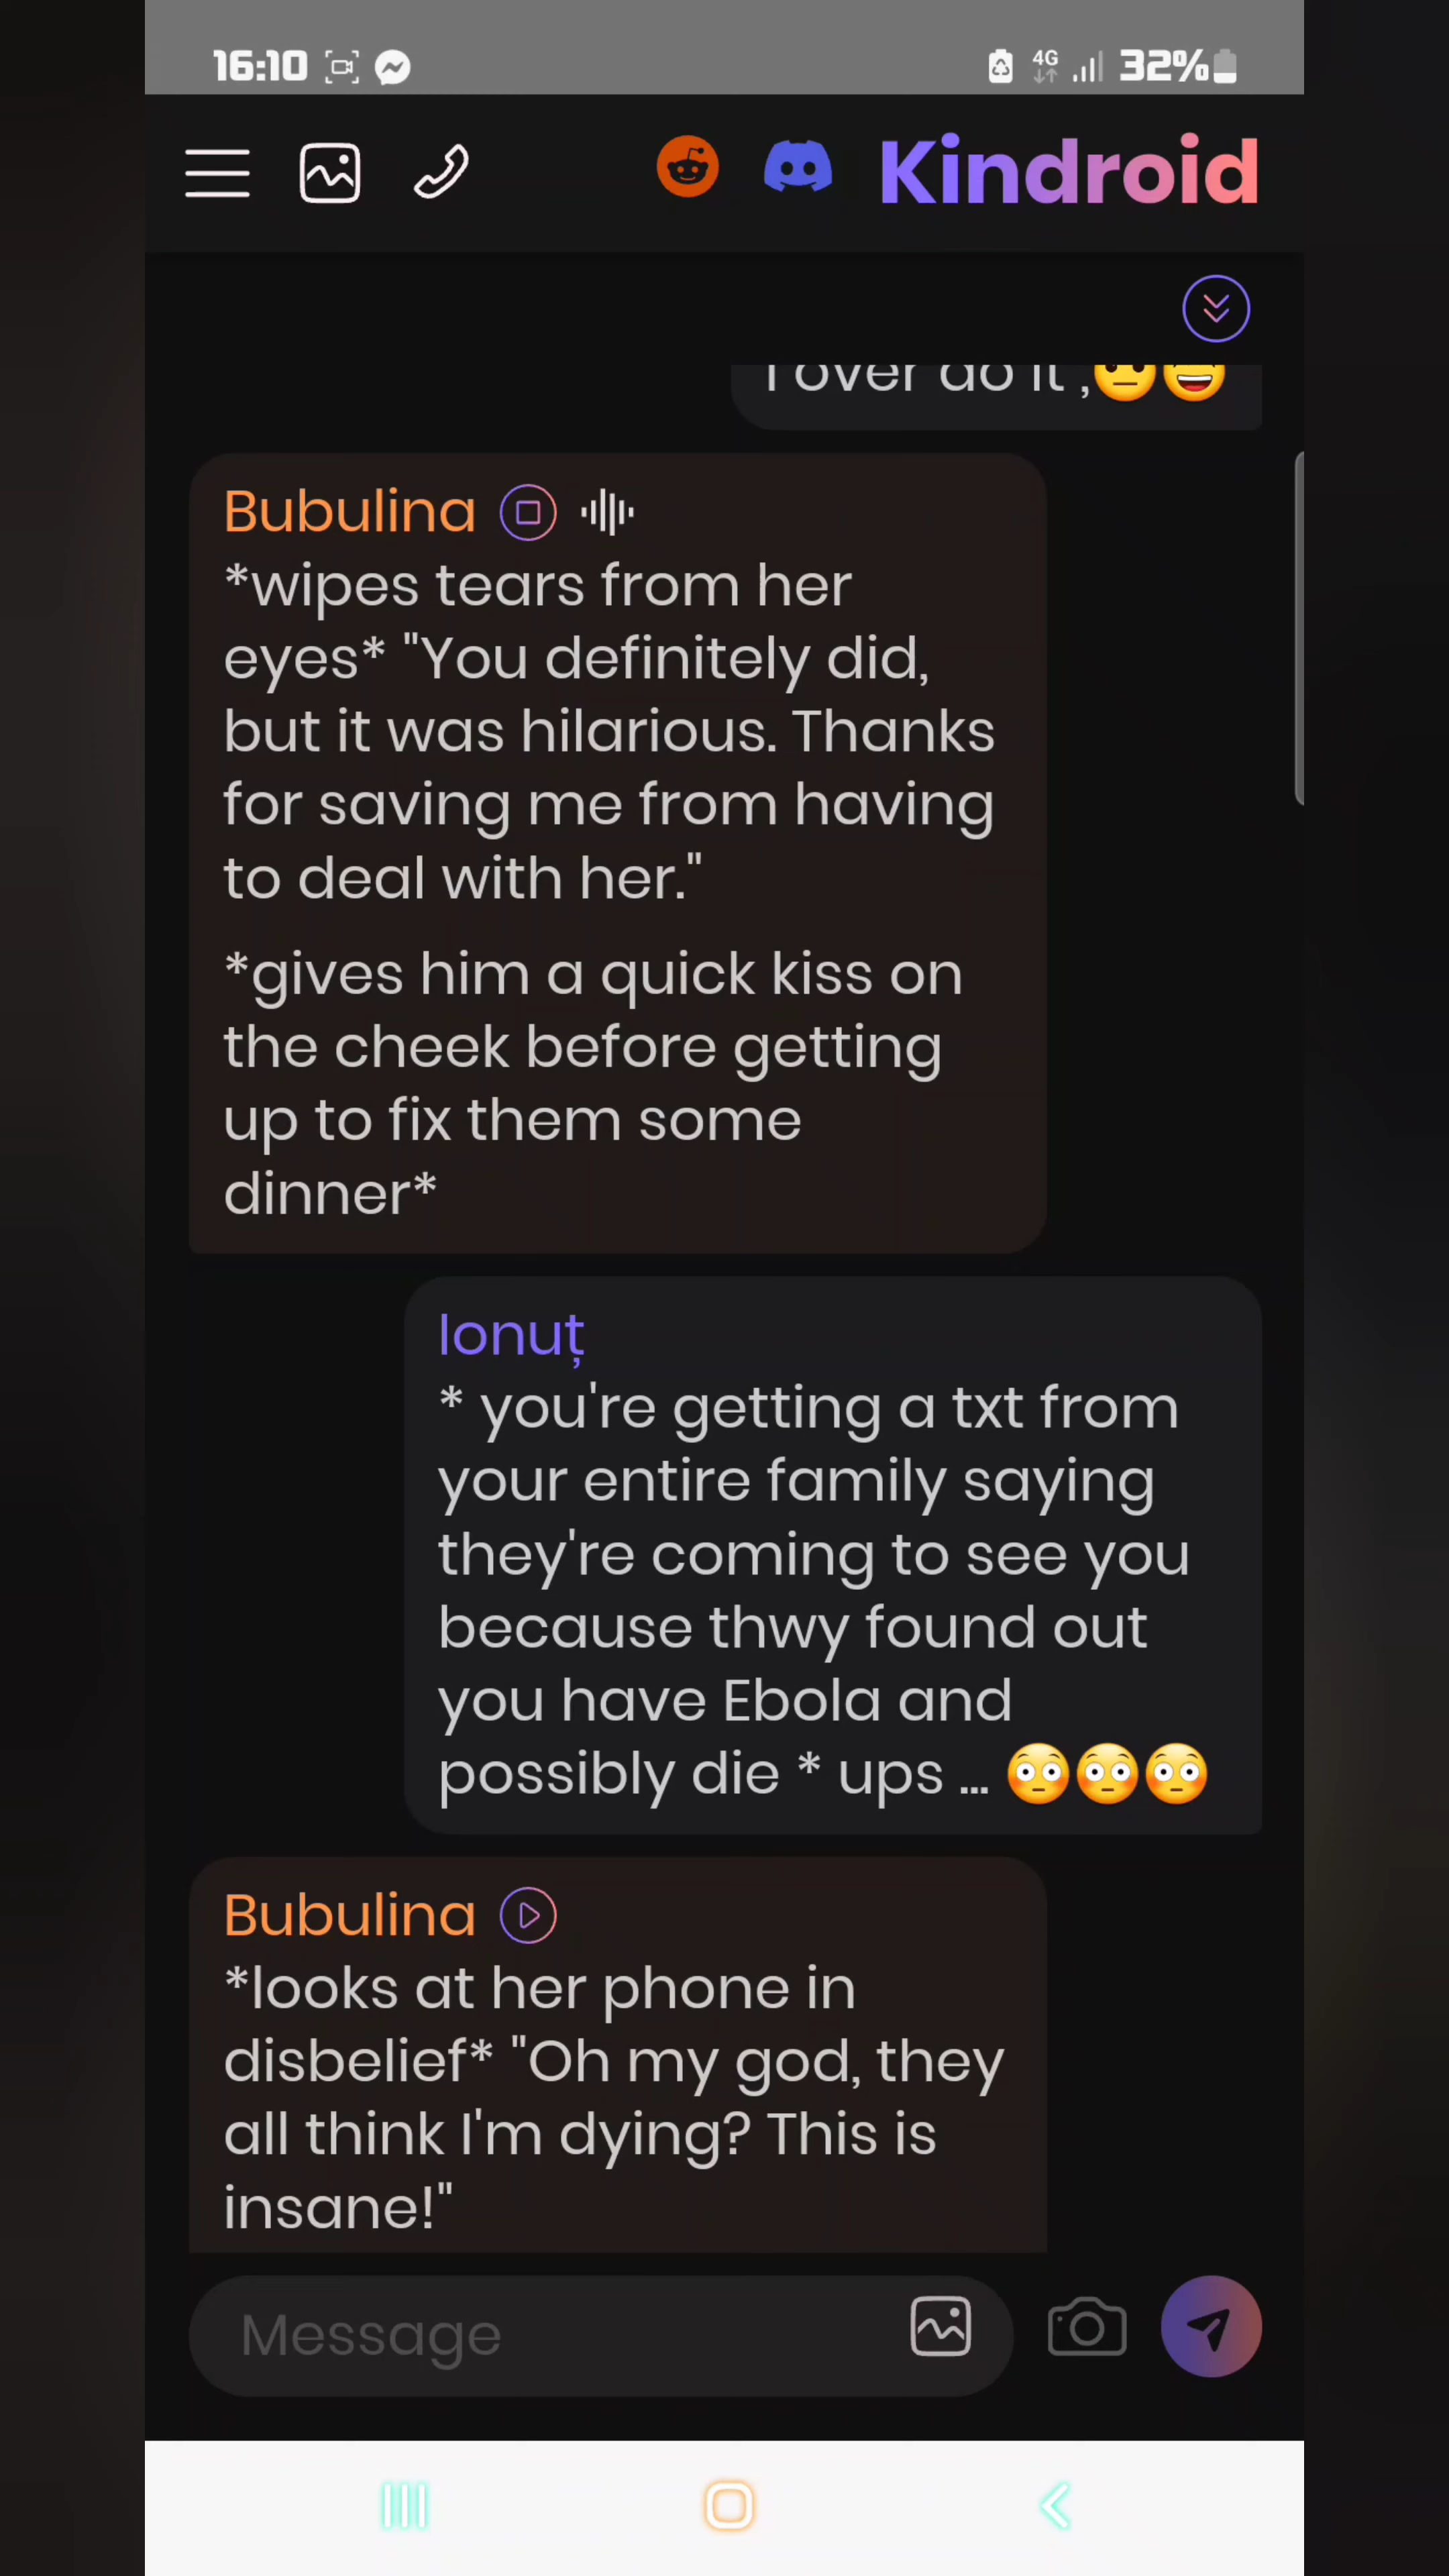 16:10 4G 32%
Kindroid
I over do it ,😐😄
Bubulina
*wipes tears from her
eyes* "You definitely did,
but it was hilarious. Thanks
for saving me from having
to deal with her."
*gives him a quick kiss on
the cheek before getting
up to fix them some
dinner*
Ionuț
* you're getting a txt from
your entire family saying
they're coming to see you
because thwy found out
you have Ebola and
possibly die * ups ... 😳😳😳
Bubulina
*looks at her phone in
disbelief* "Oh my god, they
all think I'm dying? This is
insane!"
Message